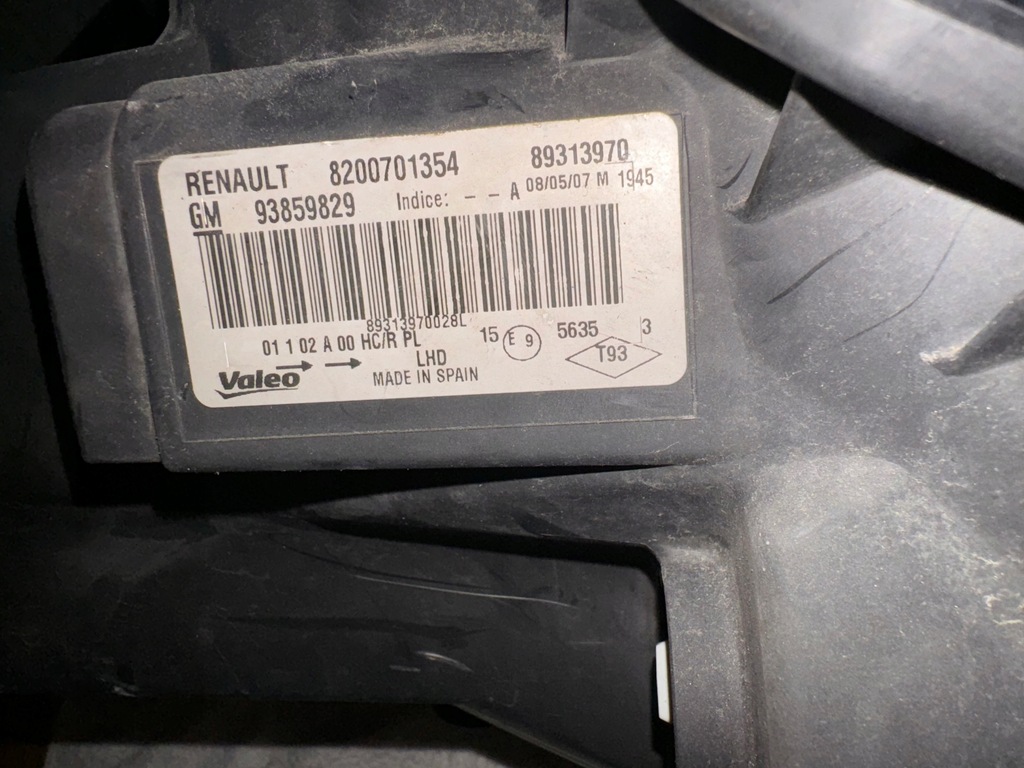 RENAULT 8200701354 89313970
GM 93859829 Indice: - - A 08/05/07 M 1945
89313970028L
01 1 02 A 00 HC/R PL 15 E 9 5635 3
Valeo LHD T93
MADE IN SPAIN